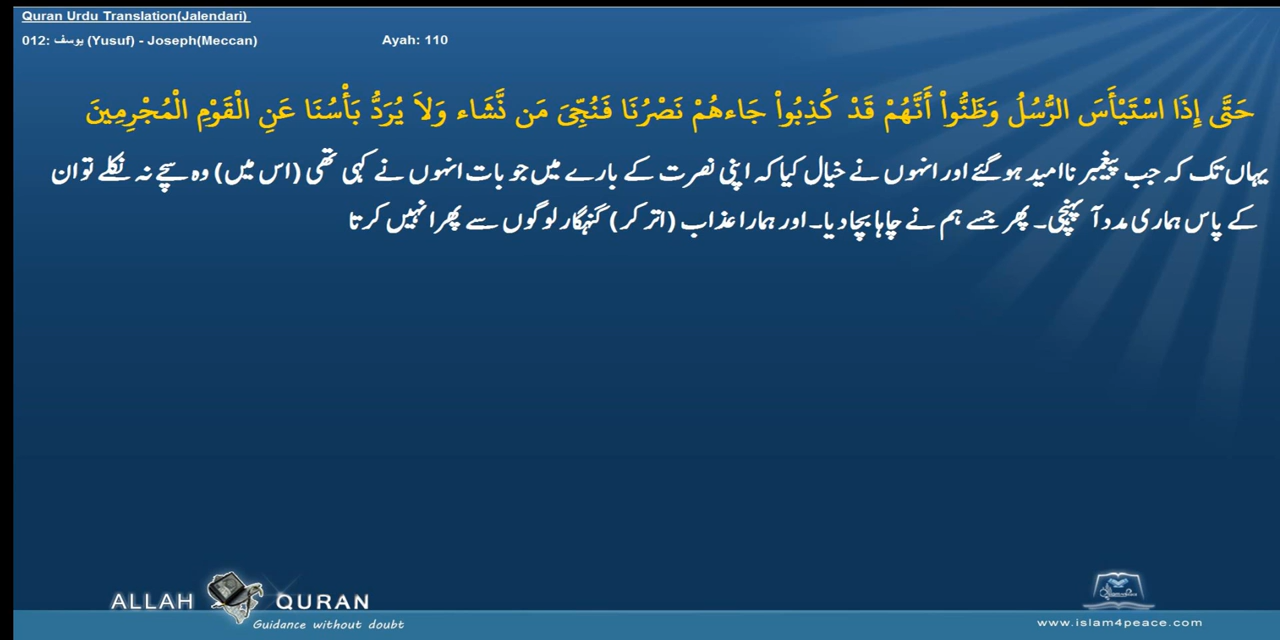 Quran Urdu Translation(Jalendari)
012: يوسف (Yusuf) - Joseph(Meccan) Ayah: 110
حَتَّى إِذَا اسْتَيْأَسَ الرُّسُلُ وَظَنُّواْ أَنَّهُمْ قَدْ كُذِبُواْ جَاءهُمْ نَصْرُنَا فَنُجِّيَ مَن نَّشَاء وَلاَ يُرَدُّ بَأْسُنَا عَنِ الْقَوْمِ الْمُجْرِمِينَ
یہاں تک کہ جب پیغمبر ناامید ہوگئے اور انہوں نے خیال کیا کہ اپنی نصرت کے بارے میں جو بات انہوں نے کہی تھی (اس میں) وہ سچے نہ نکلے تو ان
کے پاس ہماری مدد آ پہنچی۔ پھر جسے ہم نے چاہا بچا دیا۔ اور ہمارا عذاب (اتر کر) گنہگار لوگوں سے پھرا نہیں کرتا
ALLAH QURAN
Guidance without doubt
www.islam4peace.com